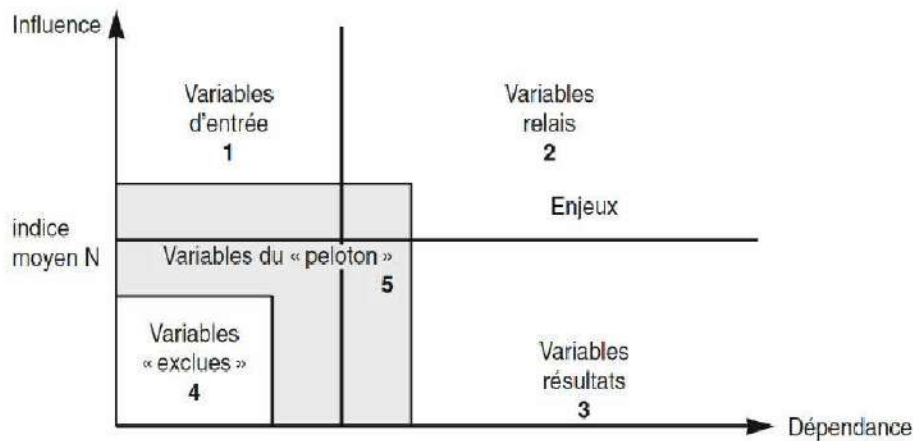 Influence
Variables
d'entrée
1
Variables
relais
2
Enjeux
indice
moyen N
Variables du « peloton »
5
Variables
« exclues »
4
Variables
résultats
3
Dépendance